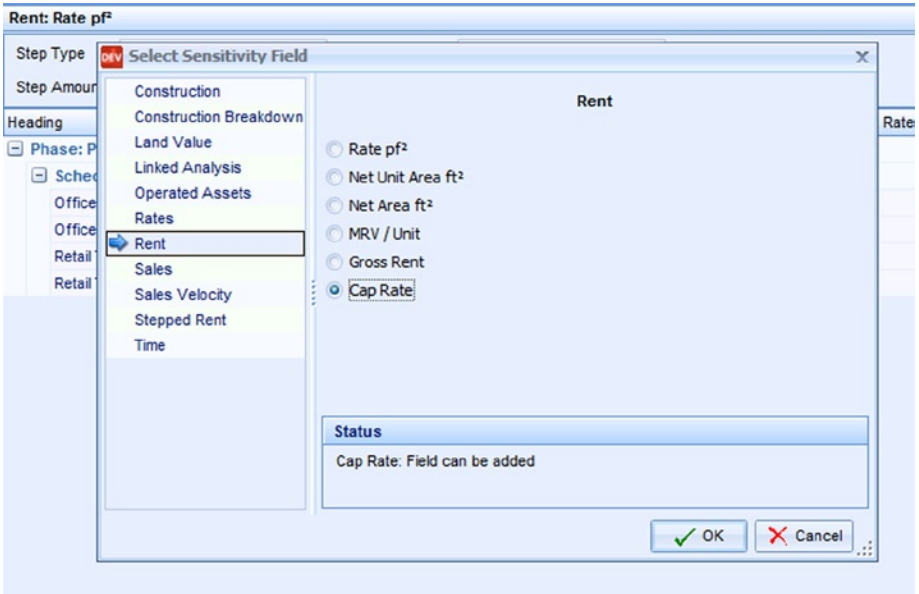 Rent: Rate pf²
Step Type
DEV Select Sensitivity Field
Step Amour
Heading
Rate
Phase: P
Sched
Office
Office
Retail
Retail
Construction
Construction Breakdown
Land Value
Linked Analysis
Operated Assets
Rates
Rent
Sales
Sales Velocity
Stepped Rent
Time
Rent
Rate pf²
Net Unit Area ft²
Net Area ft²
MRV / Unit
Gross Rent
Cap Rate
Status
Cap Rate: Field can be added
OK
Cancel